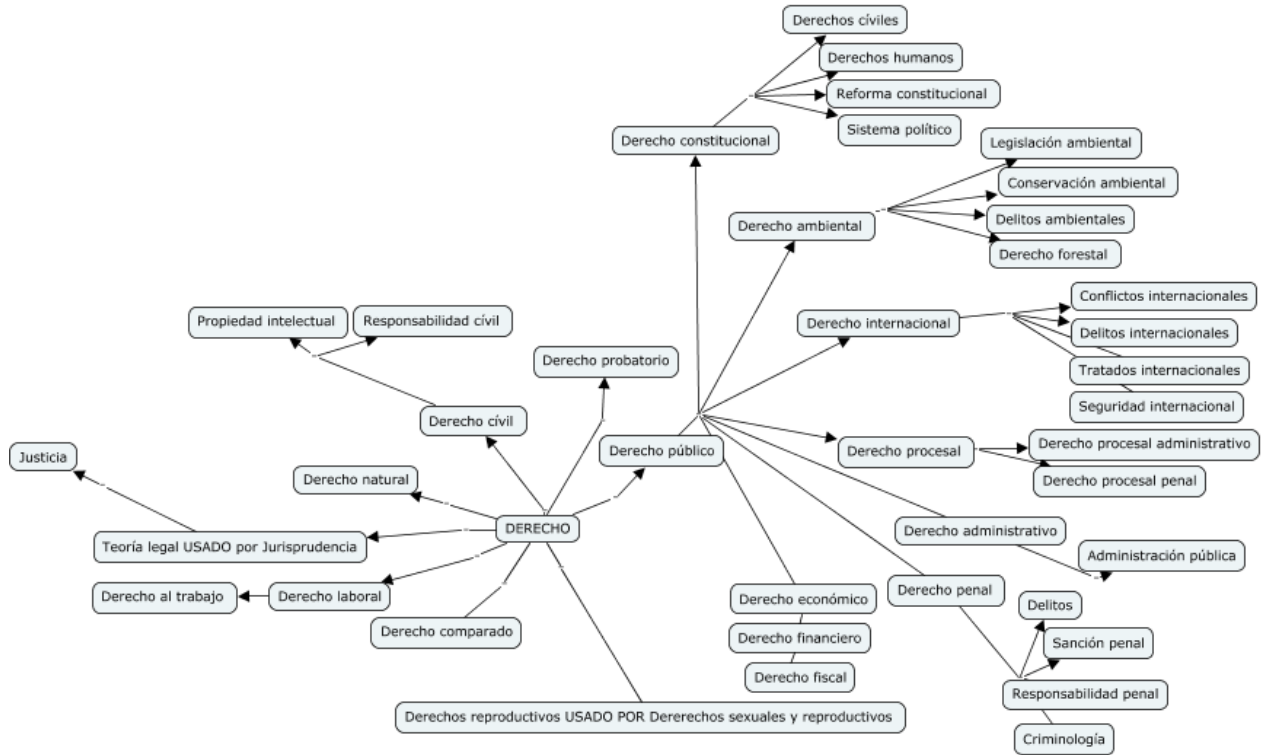 Derechos cíviles
Derechos humanos
Reforma constitucional
Sistema político
Derecho constitucional
Legislación ambiental
Conservación ambiental
Delitos ambientales
Derecho forestal
Derecho ambiental
Conflictos internacionales
Delitos internacionales
Tratados internacionales
Seguridad internacional
Derecho internacional
Propiedad intelectual
Responsabilidad cívil
Derecho probatorio
Derecho cívil
Derecho público
Derecho procesal
Derecho procesal administrativo
Derecho procesal penal
Justicia
Derecho natural
DERECHO
Teoría legal USADO por Jurisprudencia
Derecho administrativo
Administración pública
Derecho al trabajo
Derecho laboral
Derecho comparado
Derecho económico
Derecho financiero
Derecho fiscal
Derecho penal
Delitos
Sanción penal
Responsabilidad penal
Criminología
Derechos reproductivos USADO POR Dererechos sexuales y reproductivos